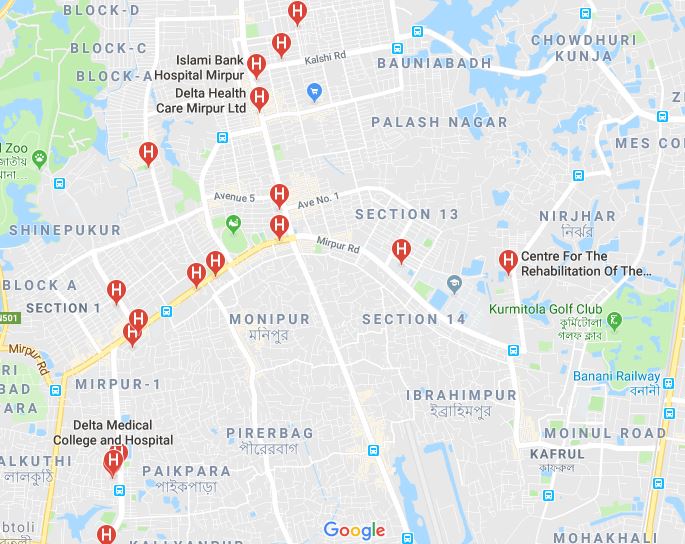 BLOCK-D
BLOCK-C
BLOCK-A
Kalshi Rd
Islami Bank
Hospital Mirpur
Delta Health
Care Mirpur Ltd
BAUNIABADH
CHOWDHURI
KUNJA
PALASH NAGAR
MES CO
Zoo
SHINEPUKUR
Avenue 5
Ave No. 1
SECTION 13
NIRJHAR
নির্ঝর
Mirpur Rd
Centre For The
Rehabilitation Of The...
BLOCK A
SECTION 1
N501
Mirpur Rd
MONIPUR
মনিপুর
SECTION 14
Kurmitola Golf Club
কুর্মিটোলা
গলফ ক্লাব
MIRPUR-1
Banani Railway
বনানী
IBRAHIMPUR
ইব্রাহিমপুর
Delta Medical
College and Hospital
PIRERBAG
পীরেরবাগ
MOINUL ROAD
KAFRUL
কাফরুল
ALKUTHI
লালকুঠি
PAIKPARA
পাইকপাড়া
Google
KALLYANPUR
MOHAKHALI